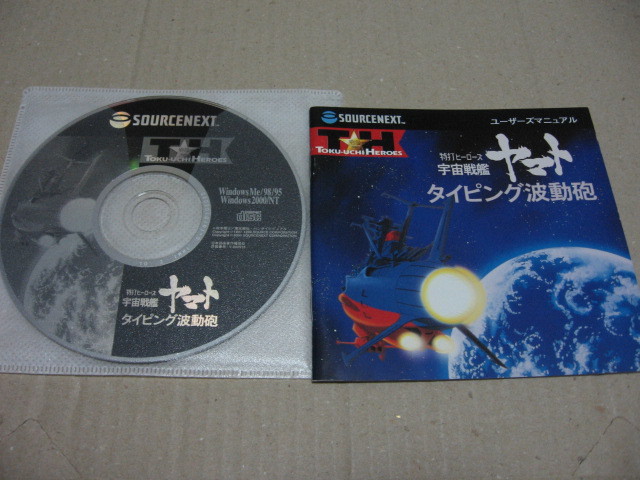 SOURCENEXT
TH
TOKU-UCHI HEROES
Windows Me/98/95
Windows 2000/NT
特打ヒーローズ
宇宙戦艦
ヤマト
タイピング波動砲
SOURCENEXT
ユーザーズマニュアル
TH
TOKU-UCHI HEROES
特打ヒーローズ
宇宙戦艦
ヤマト
タイピング波動砲